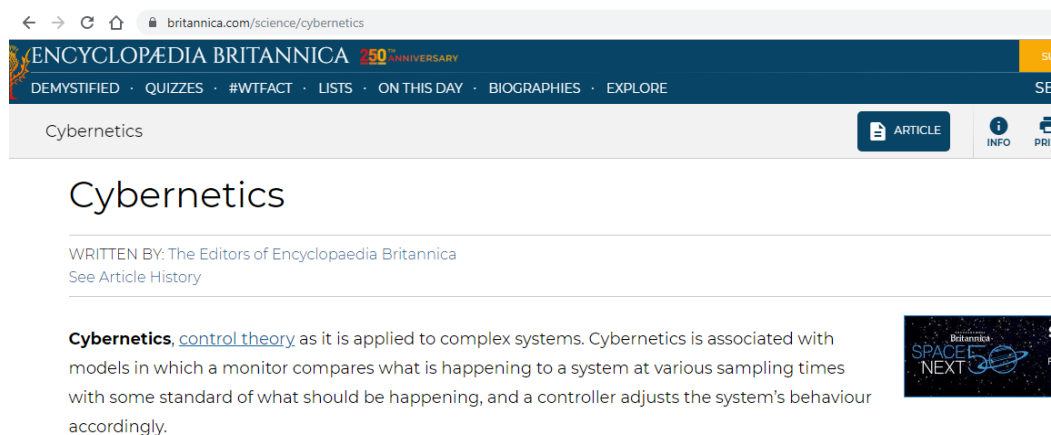 britannica.com/science/cybernetics
ENCYCLOPÆDIA BRITANNICA 250TH ANNIVERSARY
DEMYSTIFIED · QUIZZES · #WTFACT · LISTS · ON THIS DAY · BIOGRAPHIES · EXPLORE
Cybernetics
ARTICLE
INFO
Cybernetics
WRITTEN BY: The Editors of Encyclopaedia Britannica
See Article History
Cybernetics, control theory as it is applied to complex systems. Cybernetics is associated with
models in which a monitor compares what is happening to a system at various sampling times
with some standard of what should be happening, and a controller adjusts the system’s behaviour
accordingly.
Britannica
SPACE
NEXT50